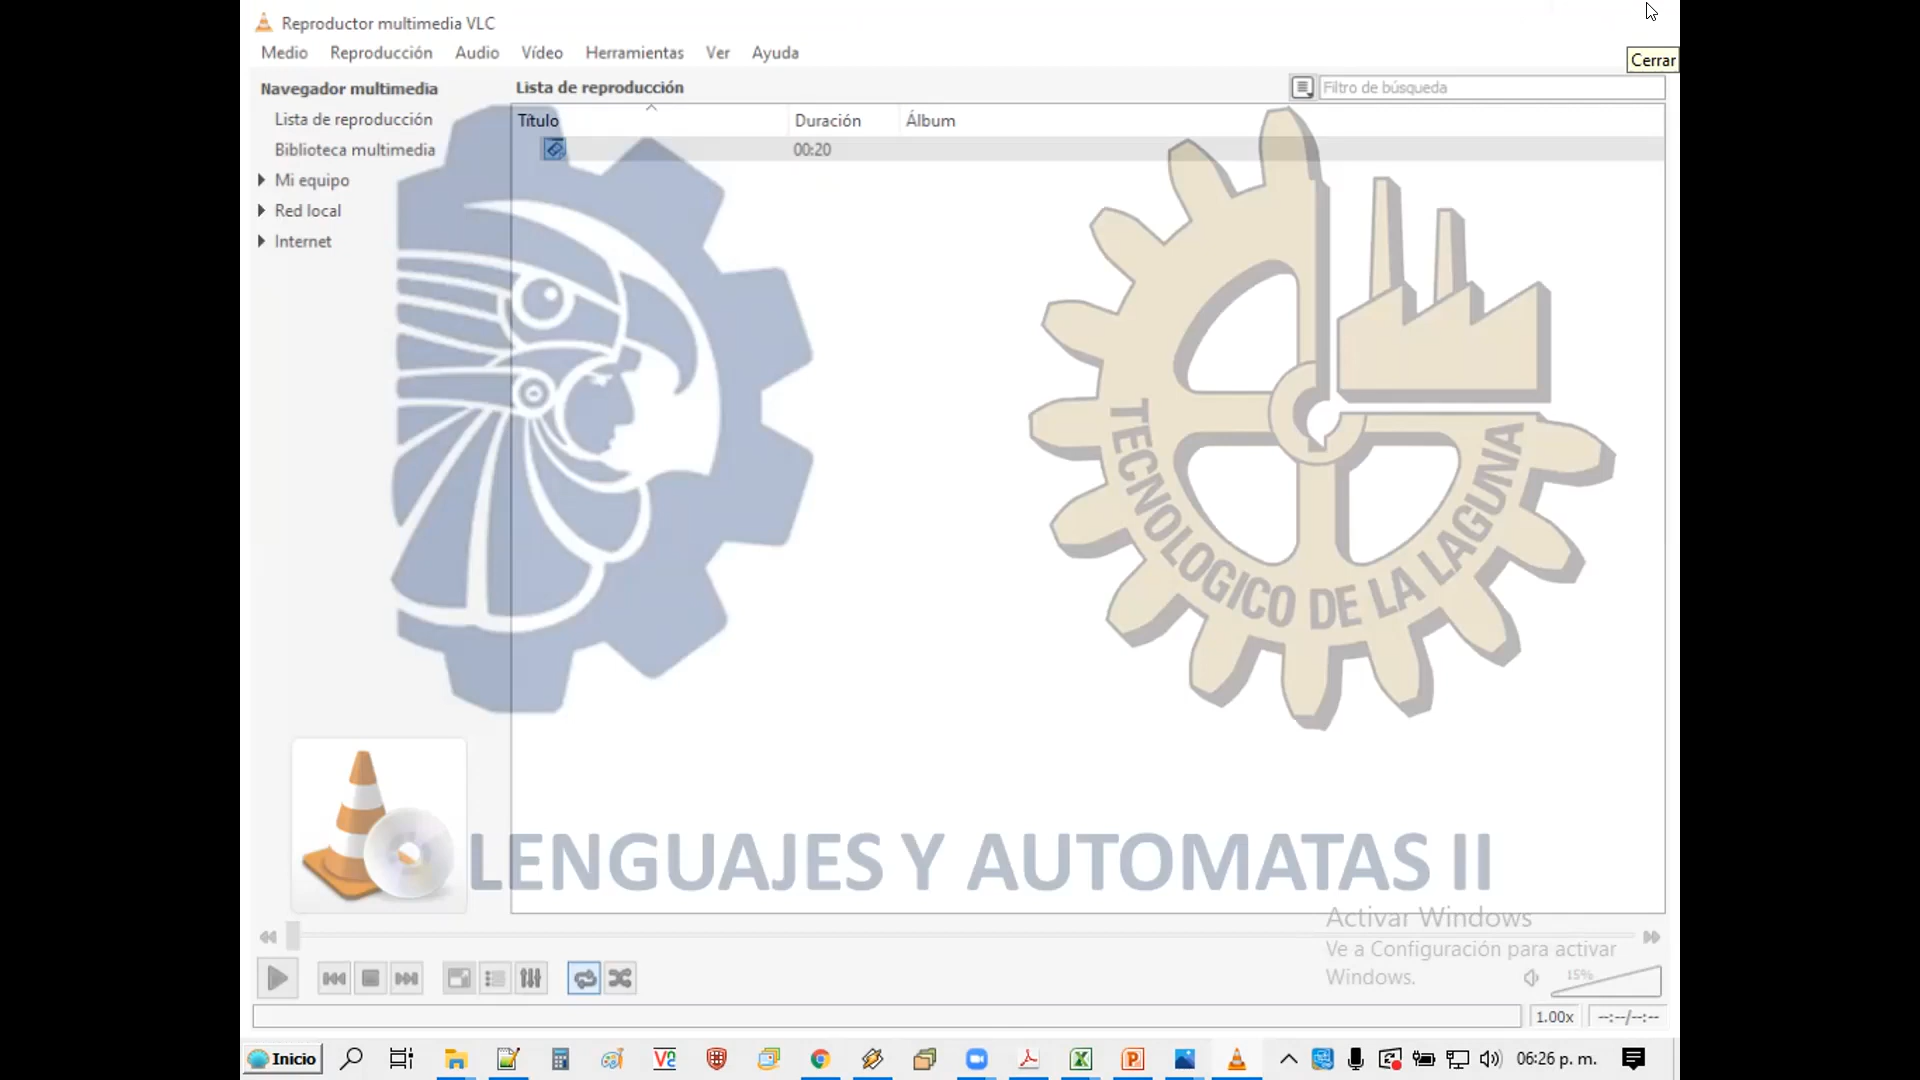 Reproductor multimedia VLC
Medio Reproducción Audio Vídeo Herramientas Ver Ayuda
Cerrar
Navegador multimedia
Lista de reproducción
Filtro de búsqueda
Lista de reproducción
Título Duración Álbum
Biblioteca multimedia
00:20
Mi equipo
Red local
Internet
TECNOLOGICO DE LA LAGUNA
LENGUAJES Y AUTOMATAS II
Activar Windows
Ve a Configuración para activar
Windows.
15%
1.00x --:--/--:--
Inicio
06:26 p. m.